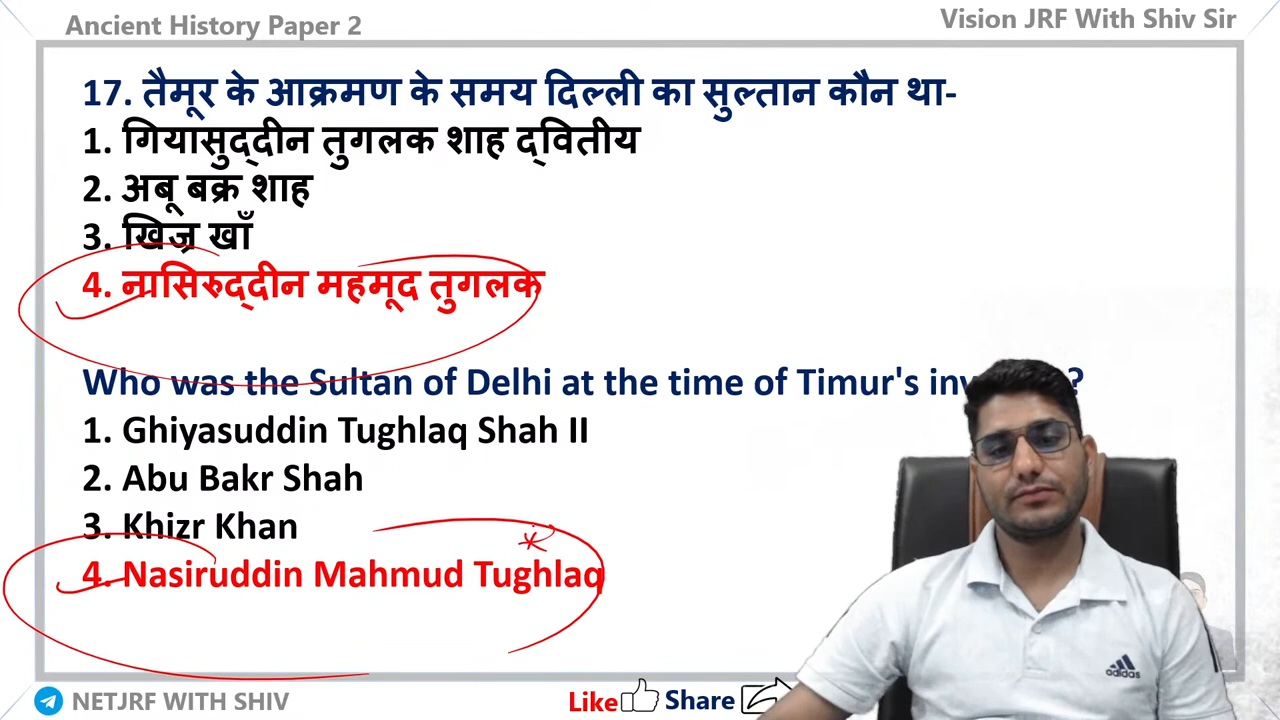 Ancient History Paper 2
Vision JRF With Shiv Sir
17. तैमूर के आक्रमण के समय दिल्ली का सुल्तान कौन था-
1. गियासुद्दीन तुगलक शाह द्वितीय
2. अबू बक्र शाह
3. खिज्र खाँ
4. नासिरुद्दीन महमूद तुगलक
Who was the Sultan of Delhi at the time of Timur's inv ?
1. Ghiyasuddin Tughlaq Shah II
2. Abu Bakr Shah
3. Khizr Khan
4. Nasiruddin Mahmud Tughlaq
adidas
NETJRF WITH SHIV
Like Share